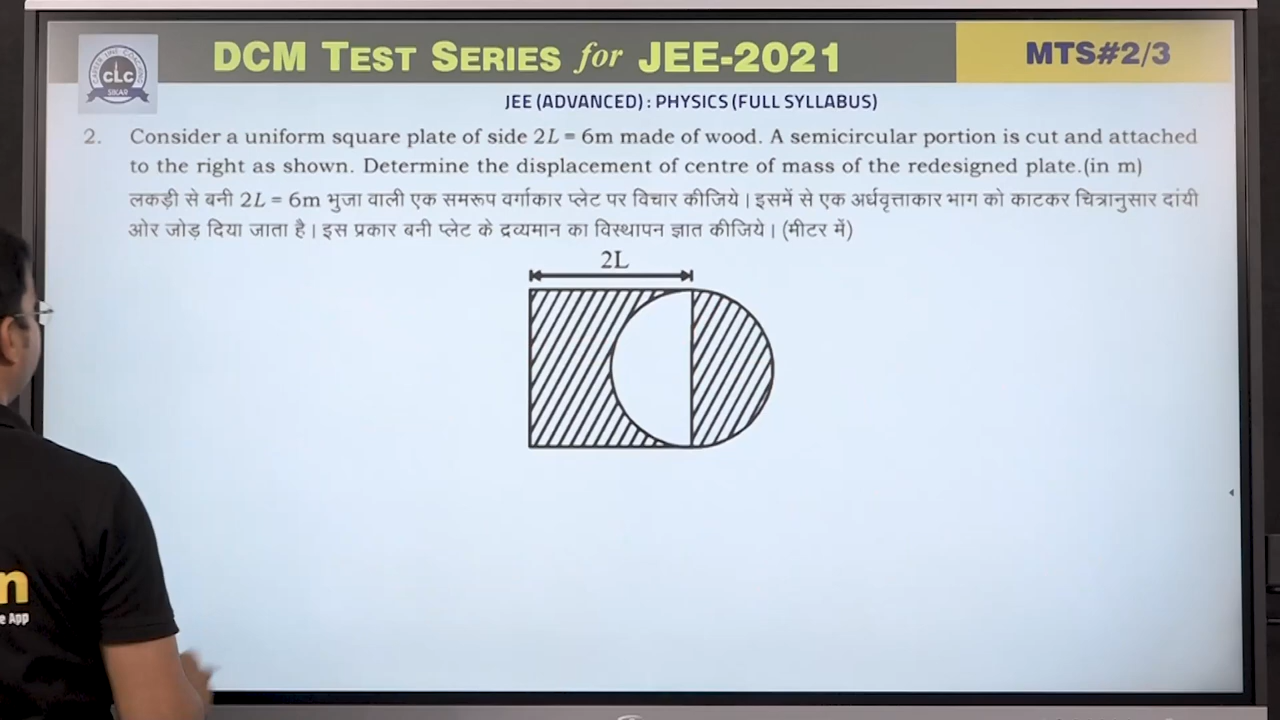 DCM TEST SERIES for JEE-2021
MTS#2/3
CLC
SIKAR
JEE (ADVANCED) : PHYSICS (FULL SYLLABUS)
2. Consider a uniform square plate of side 2L = 6m made of wood. A semicircular portion is cut and attached
to the right as shown. Determine the displacement of centre of mass of the redesigned plate.(in m)
लकड़ी से बनी 2L = 6m भुजा वाली एक समरूप वर्गाकार प्लेट पर विचार कीजिये। इसमें से एक अर्धवृत्ताकार भाग को काटकर चित्रानुसार दांयी
ओर जोड़ दिया जाता है। इस प्रकार बनी प्लेट के द्रव्यमान का विस्थापन ज्ञात कीजिये। (मीटर में)
2L
n
e App